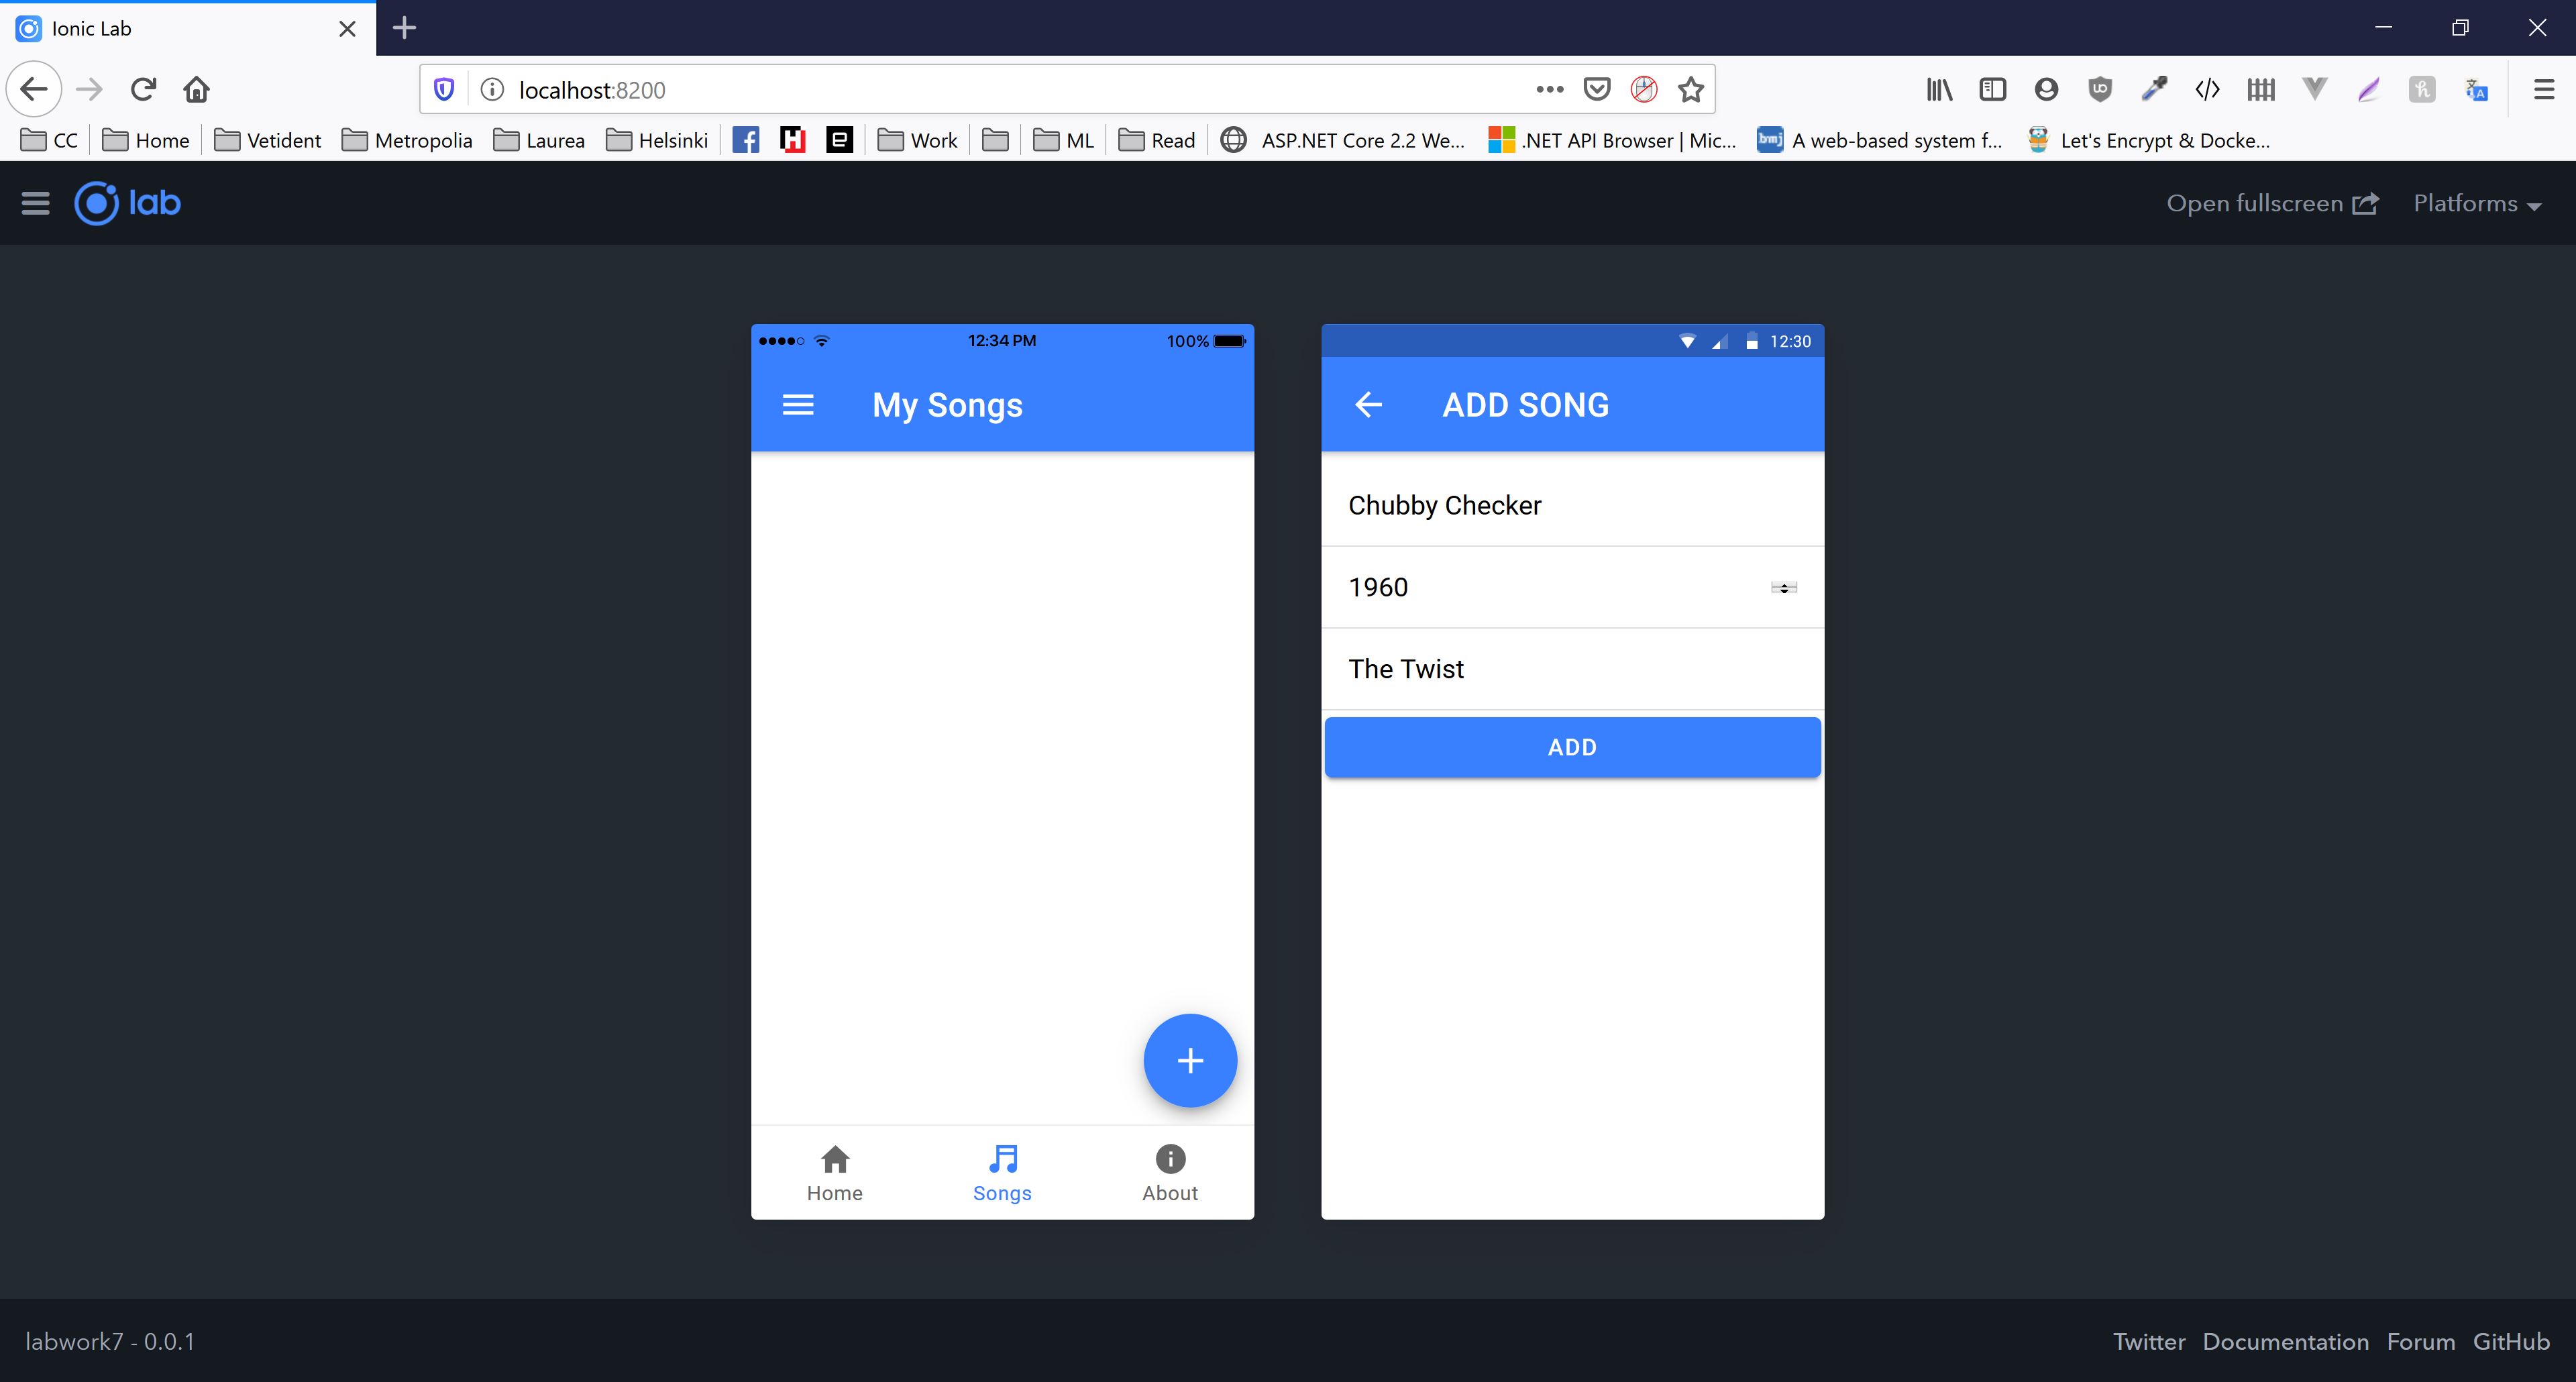 Ionic Lab
localhost:8200
CC Home Vetident Metropolia Laurea Helsinki Work ML Read ASP.NET Core 2.2 We... .NET API Browser | Mic... bmj A web-based system f... Let's Encrypt & Docke...
lab
Open fullscreen Platforms
12:34 PM 100%
My Songs
Home Songs About
12:30
ADD SONG
Chubby Checker
1960
The Twist
ADD
labwork7 - 0.0.1
Twitter Documentation Forum GitHub